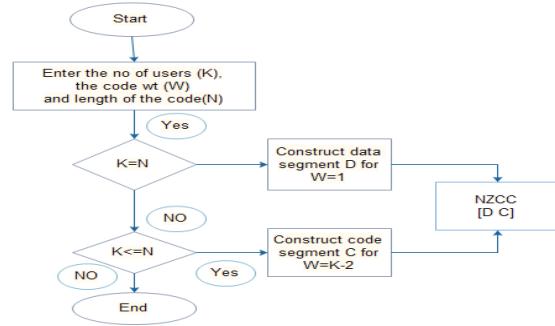 Start
Enter the no of users (K),
the code wt (W)
and length of the code(N)
Yes
K=N
Construct data
segment D for
W=1
NZCC
[D C]
NO
K<=N
Construct code
segment C for
W=K-2
NO
Yes
End